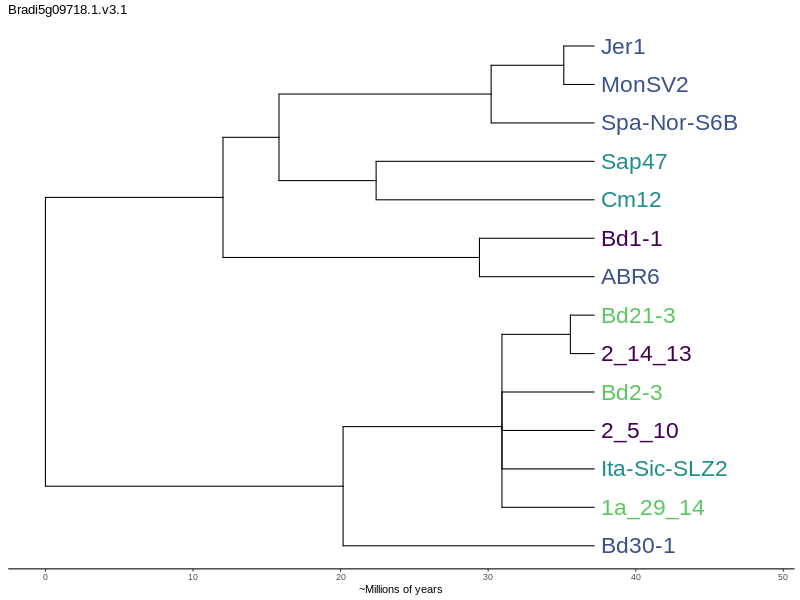 Bradi5g09718.1.v3.1
Jer1
MonSV2
Spa-Nor-S6B
Sap47
Cm12
Bd1-1
ABR6
Bd21-3
2_14_13
Bd2-3
2_5_10
Ita-Sic-SLZ2
1a_29_14
Bd30-1
0 10 20 30 40 50
~Millions of years